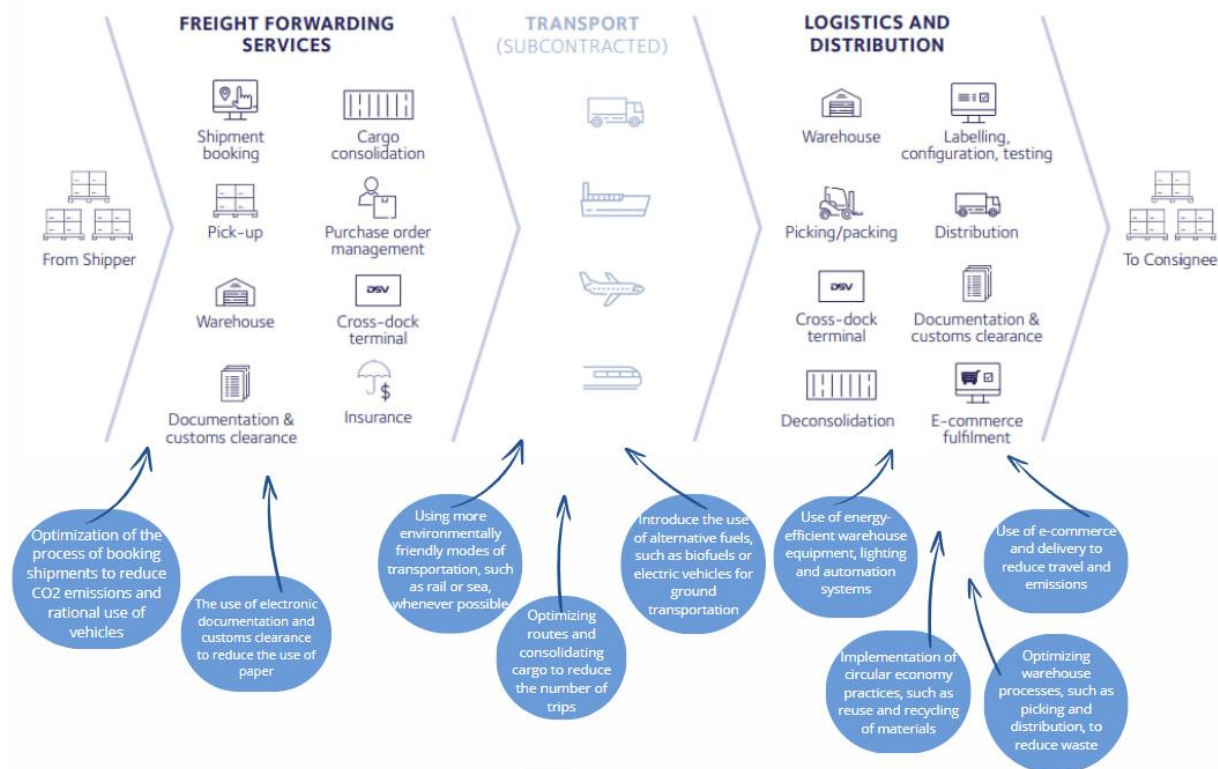 FREIGHT FORWARDING
SERVICES
Shipment
booking
Cargo
consolidation
Pick-up
Purchase order
management
Warehouse
DSV
Cross-dock
terminal
Documentation &
customs clearance
$
Insurance
From Shipper
TRANSPORT
(SUBCONTRACTED)
LOGISTICS AND
DISTRIBUTION
Warehouse
Labelling,
configuration, testing
Picking/packing
Distribution
DSV
Cross-dock
terminal
Documentation &
customs clearance
Deconsolidation
E-commerce
fulfilment
To Consignee
Optimization of the
process of booking
shipments to reduce
CO2 emissions and
rational use of
vehicles
The use of electronic
documentation and
customs clearance
to reduce the use of
paper
Using more
environmentally
friendly modes of
transportation, such
as rail or sea,
whenever possible
Optimizing
routes and
consolidating
cargo to reduce
the number of
trips
Introduce the use
of alternative fuels,
such as biofuels or
electric vehicles for
ground
transportation
Use of energy-
efficient warehouse
equipment, lighting
and automation
systems
Implementation of
circular economy
practices, such as
reuse and recycling
of materials
Use of e-commerce
and delivery to
reduce travel and
emissions
Optimizing
warehouse
processes, such as
picking and
distribution, to
reduce waste